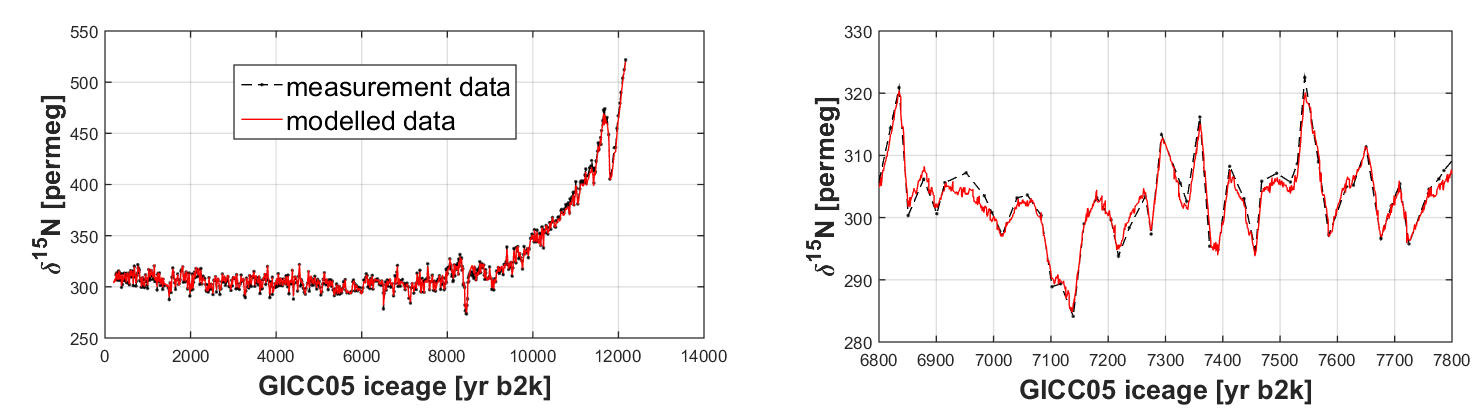 550
500
450
400
350
300
250
δ15N [permeg]
measurement data
modelled data
0 2000 4000 6000 8000 10000 12000 14000
GICC05 iceage [yr b2k]
330
320
310
300
290
280
δ15N [permeg]
6800 6900 7000 7100 7200 7300 7400 7500 7600 7700 7800
GICC05 iceage [yr b2k]